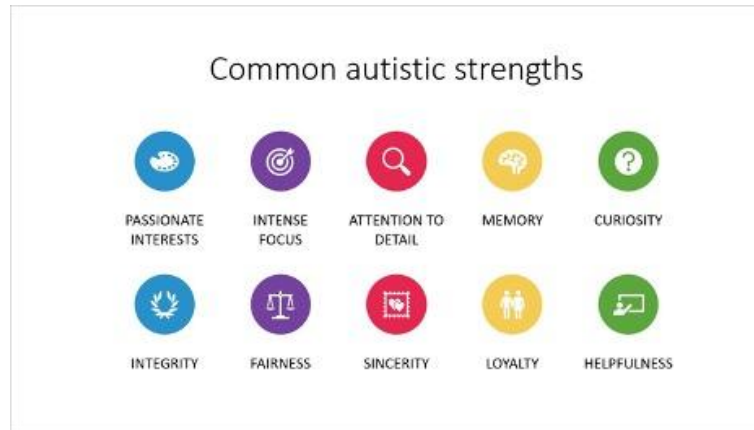 Common autistic strengths
PASSIONATE
INTERESTS
INTENSE
FOCUS
ATTENTION TO
DETAIL
MEMORY
CURIOSITY
INTEGRITY
FAIRNESS
SINCERITY
LOYALTY
HELPFULNESS